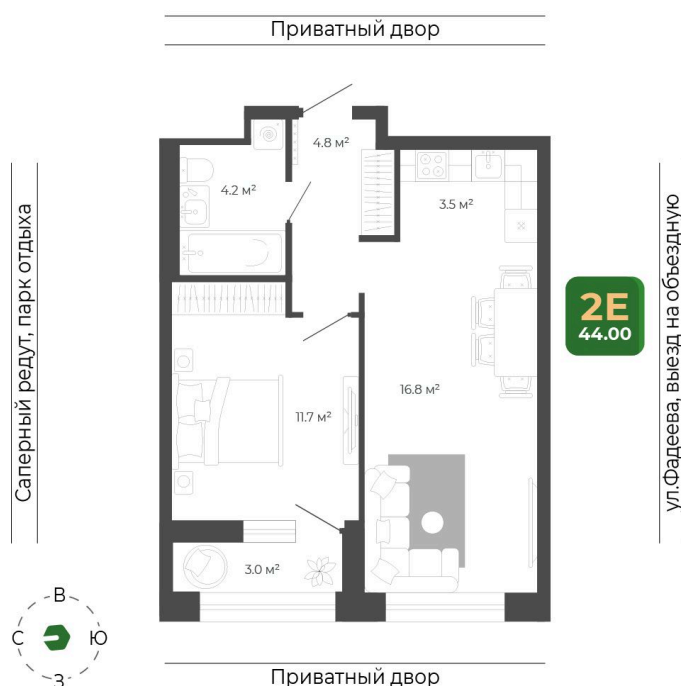 Приватный двор
4.8 м²
4.2 м²
3.5 м²
Саперный редут, парк отдыха
2Е
44.00
ул.Фадеева, выезд на объездную
16.8 м²
11.7 м²
3.0 м²
В
С
Ю
З
Приватный двор